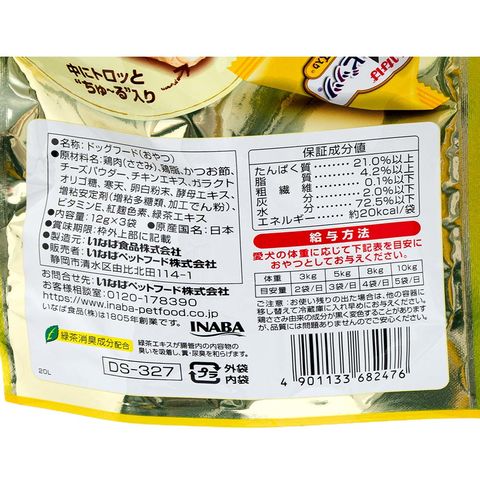 中にトロッと
“ちゅ～る”入り
●名称:ドッグフード(おやつ)
●原材料名:鶏肉(ささみ)、鶏脂、かつお節、
チーズパウダー、チキンエキス、ガラクト
オリゴ糖、寒天、卵白粉末、酵母エキス、
増粘安定剤(増粘多糖類、加工でん粉)、
ビタミンE、紅麹色素、緑茶エキス
●内容量:12g×3袋 ●原産国名:日本
●賞味期限:枠外上部に記載
●製造元:いなば食品株式会社
●販売者:いなばペットフード株式会社
静岡市清水区由比北田114-1
お問合せ先:いなばペットフード株式会社
お客様相談室:0120-178390
https://www.inaba-petfood.co.jp
いなば食品(株)は1805年創業です。 INABA
緑茶消臭成分配合
緑茶エキスが腸管内の内容物の
臭いを吸着し、糞・尿臭を和らげます。
20L
DS-327
外袋
内袋
保証成分値
たんぱく質 21.0%以上
脂質 4.2%以上
粗繊維 0.1%以下
灰分 2.0%以下
水分 72.5%以下
エネルギー 約20kcal/袋
給与方法
愛犬の体重に応じて下記表を目安に
おやつとしてお与えください。
体重 3kg 5kg 8kg 10kg
目安量 2袋/日 3袋/日 4袋/日 5袋/日
ご注意:お使い残りの出た場合は、他の容器に
移し替えて冷蔵庫に入れ早めにお与えください。
鶏ささみ由来の成分が黒く変色することがあります
が、品質には問題ありませんのでご安心ください。
4 901133 682476